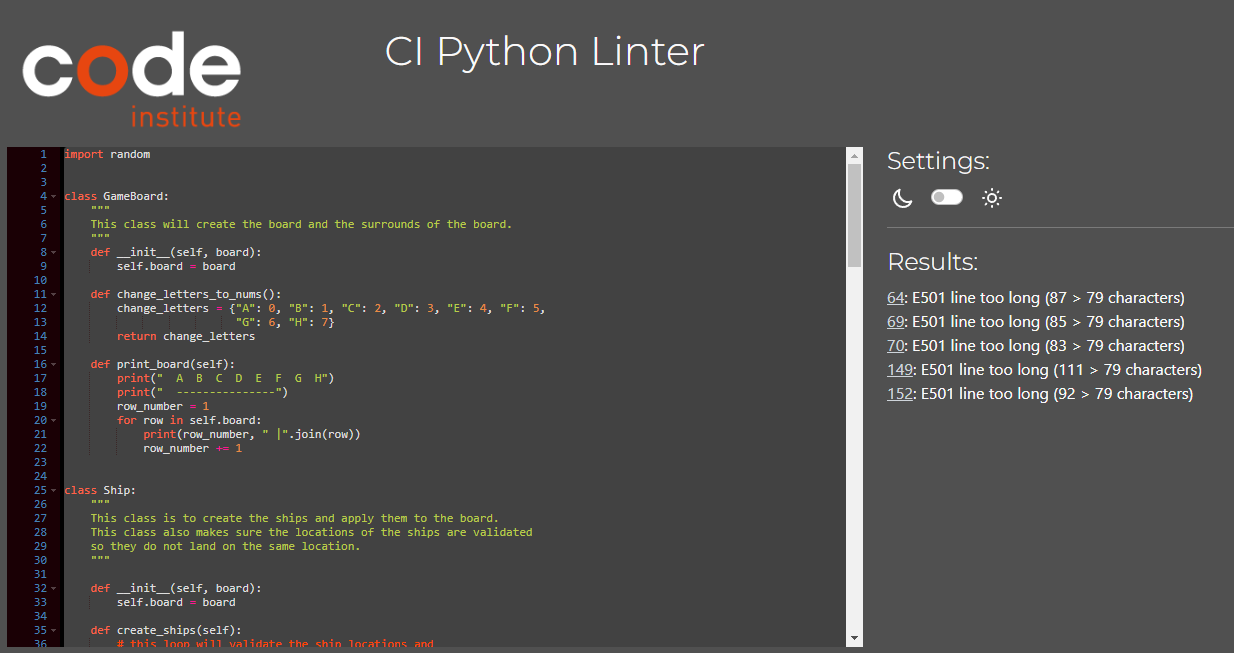 code
institute
CI Python Linter
1 import random
2
3
4 class GameBoard:
5 """
6 This class will create the board and the surrounds of the board.
7 """
8 def __init__(self, board):
9 self.board = board
10
11 def change_letters_to_nums():
12 change_letters = {"A": 0, "B": 1, "C": 2, "D": 3, "E": 4, "F": 5,
13 "G": 6, "H": 7}
14 return change_letters
15
16 def print_board(self):
17 print("  A  B  C  D  E  F  G  H")
18 print("  ---------------")
19 row_number = 1
20 for row in self.board:
21 print(row_number, " |".join(row))
22 row_number += 1
23
24
25 class Ship:
26 """
27 This class is to create the ships and apply them to the board.
28 This class also makes sure the locations of the ships are validated
29 so they do not land on the same location.
30 """
31
32 def __init__(self, board):
33 self.board = board
34
35 def create_ships(self):
36 # this loop will validate the ship locations and
Settings:
Results:
64: E501 line too long (87 > 79 characters)
69: E501 line too long (85 > 79 characters)
70: E501 line too long (83 > 79 characters)
149: E501 line too long (111 > 79 characters)
152: E501 line too long (92 > 79 characters)